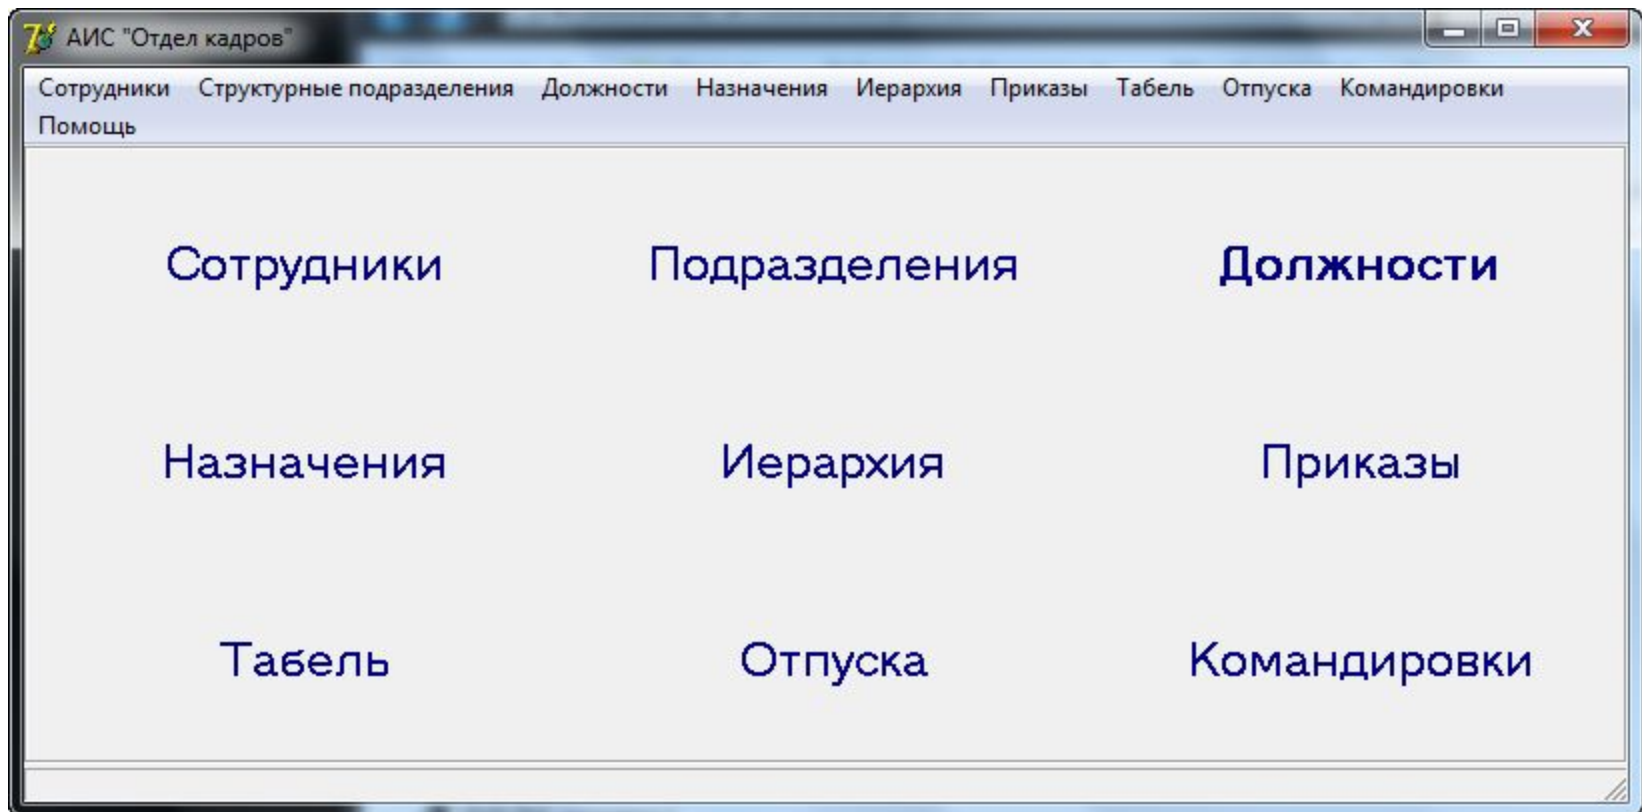 АИС "Отдел кадров"
Сотрудники Структурные подразделения Должности Назначения Иерархия Приказы Табель Отпуска Командировки
Помощь
Сотрудники Подразделения Должности
Назначения Иерархия Приказы
Табель Отпуска Командировки